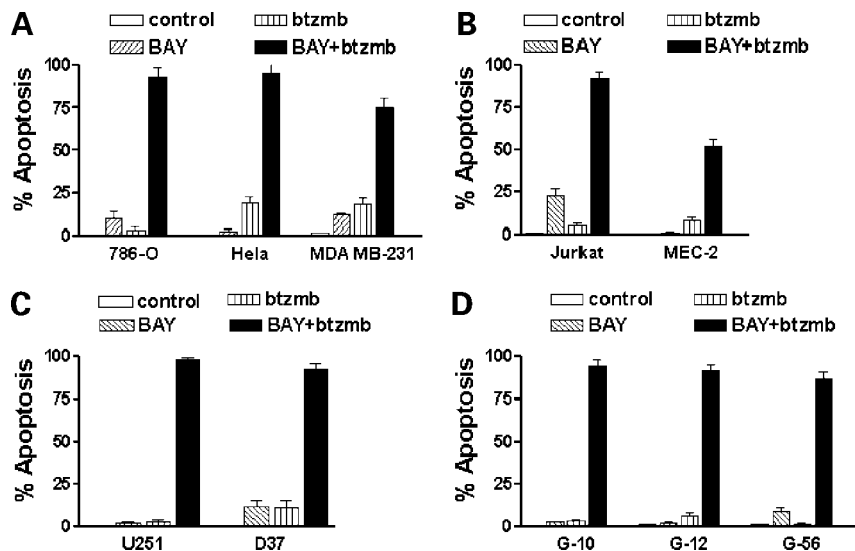 A
control
btzmb
BAY
BAY+btzmb
% Apoptosis
100
75
50
25
0
786-O
Hela
MDA MB-231
B
control
btzmb
BAY
BAY+btzmb
% Apoptosis
100
75
50
25
0
Jurkat
MEC-2
C
control
btzmb
BAY
BAY+btzmb
% Apoptosis
100
75
50
25
0
U251
D37
D
control
btzmb
BAY
BAY+btzmb
% Apoptosis
100
75
50
25
0
G-10
G-12
G-56